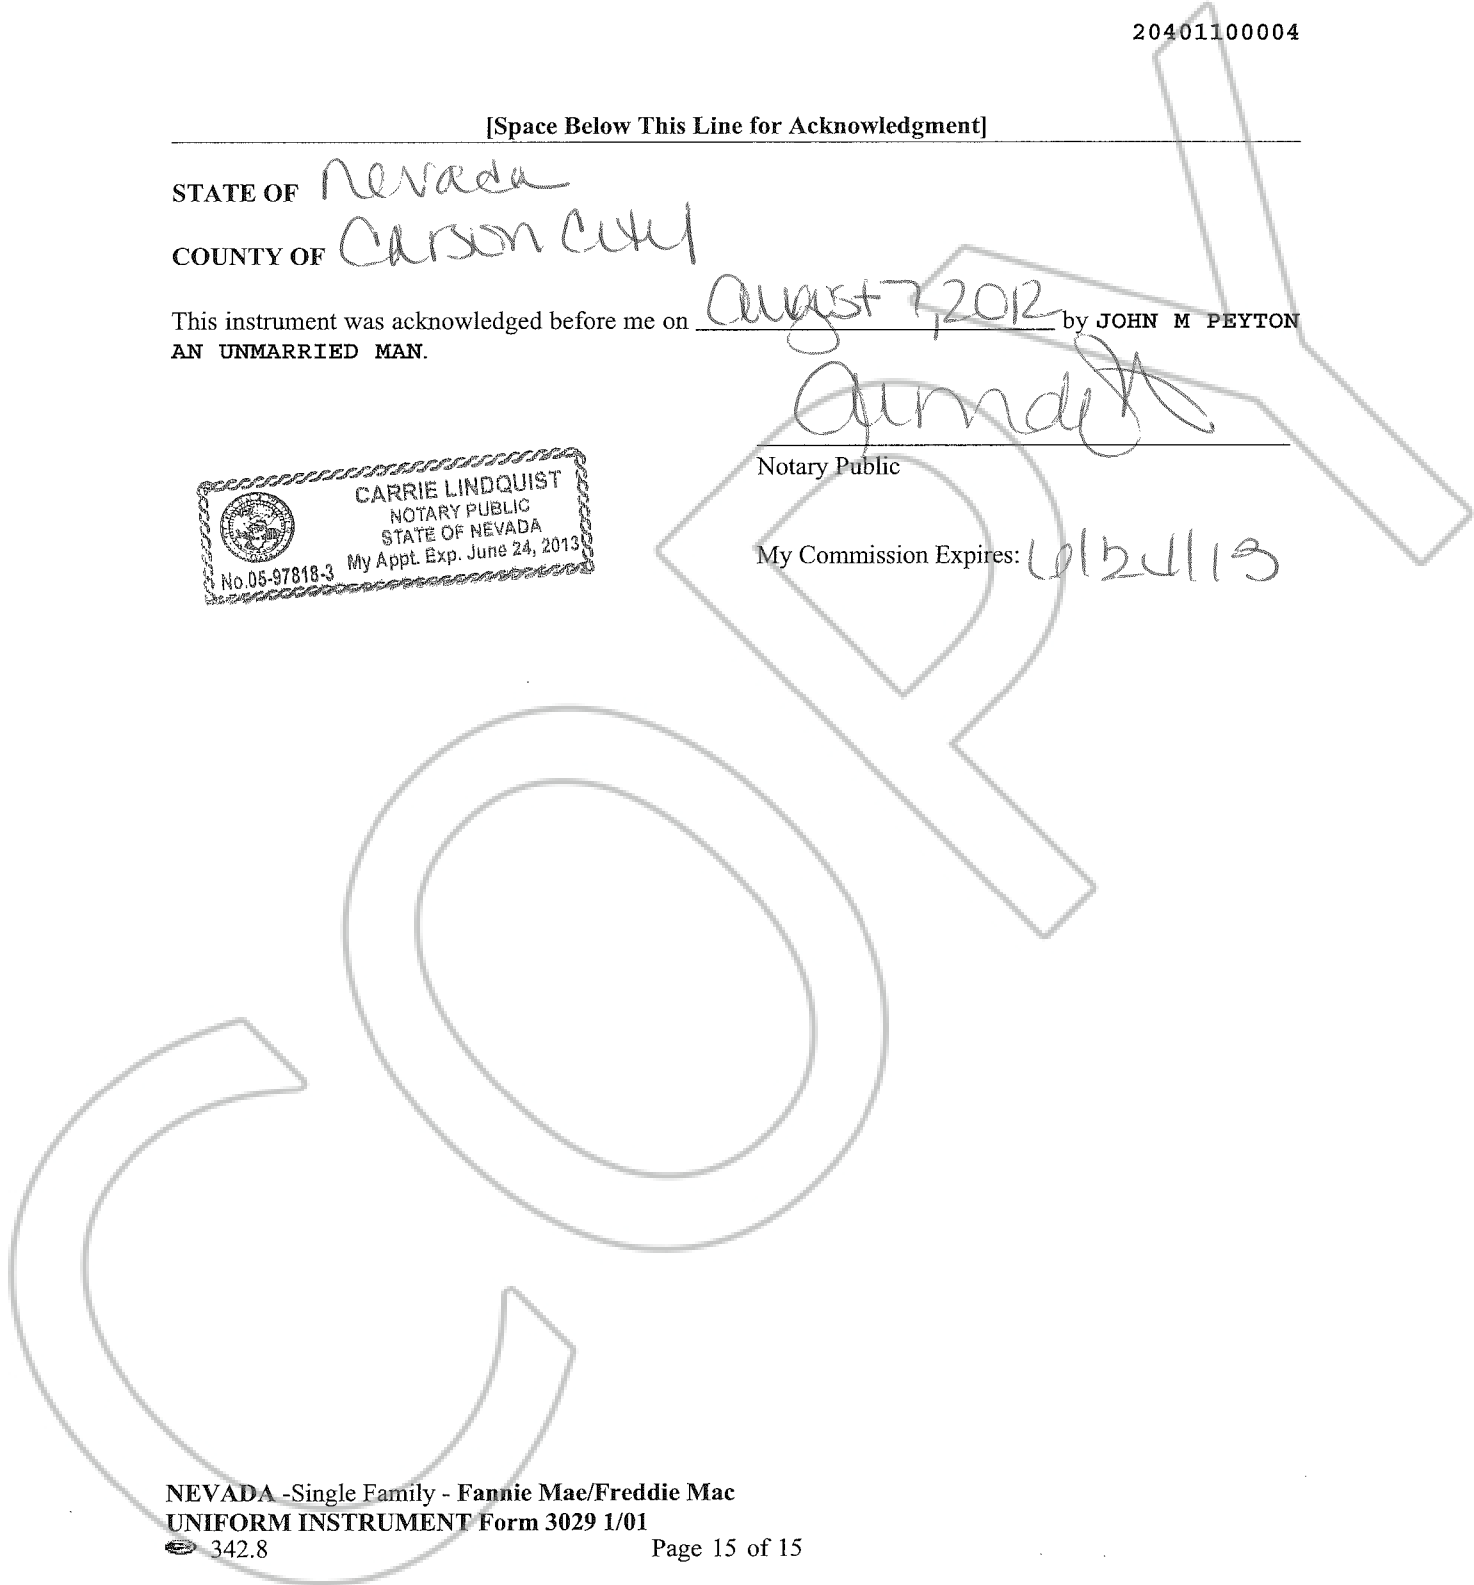 20401100004
[Space Below This Line for Acknowledgment]
STATE OF Nevada
COUNTY OF Carson City
This instrument was acknowledged before me on August 7, 2012 by JOHN M PEYTON
AN UNMARRIED MAN.
Notary Public
CARRIE LINDQUIST
NOTARY PUBLIC
STATE OF NEVADA
My Appt. Exp. June 24, 2013
No.05-97818-3
My Commission Expires: 6/24/13
COPY
NEVADA -Single Family - Fannie Mae/Freddie Mac
UNIFORM INSTRUMENT Form 3029 1/01
342.8 Page 15 of 15